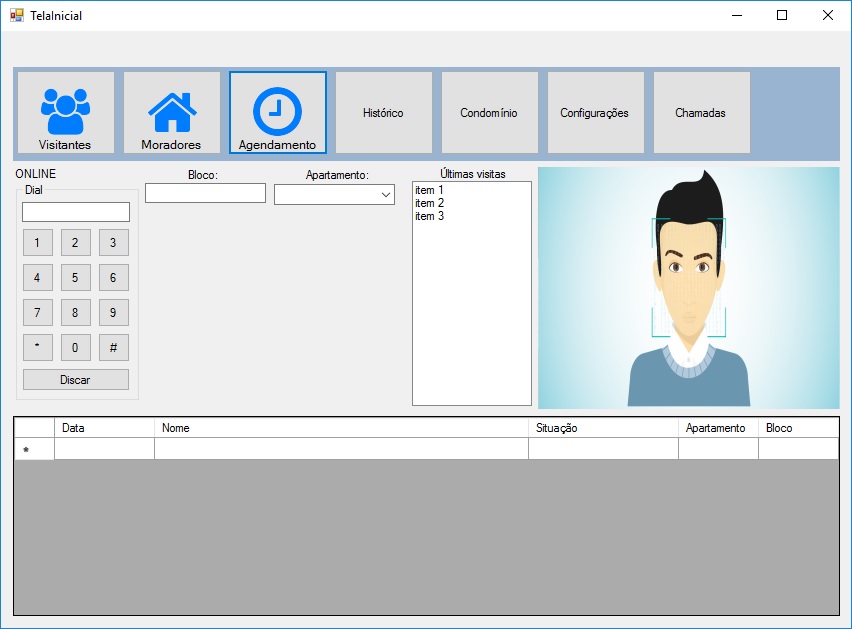 TelaInicial
Visitantes
Moradores
Agendamento
Histórico
Condomínio
Configurações
Chamadas
ONLINE
Dial
1 2 3
4 5 6
7 8 9
* 0 #
Discar
Bloco:
Apartamento:
Últimas visitas
item 1
item 2
item 3
Data Nome Situação Apartamento Bloco
*